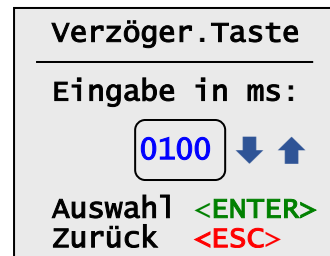 Verzöger.Taste
Eingabe in ms:
0100
Auswahl <ENTER>
Zurück <ESC>